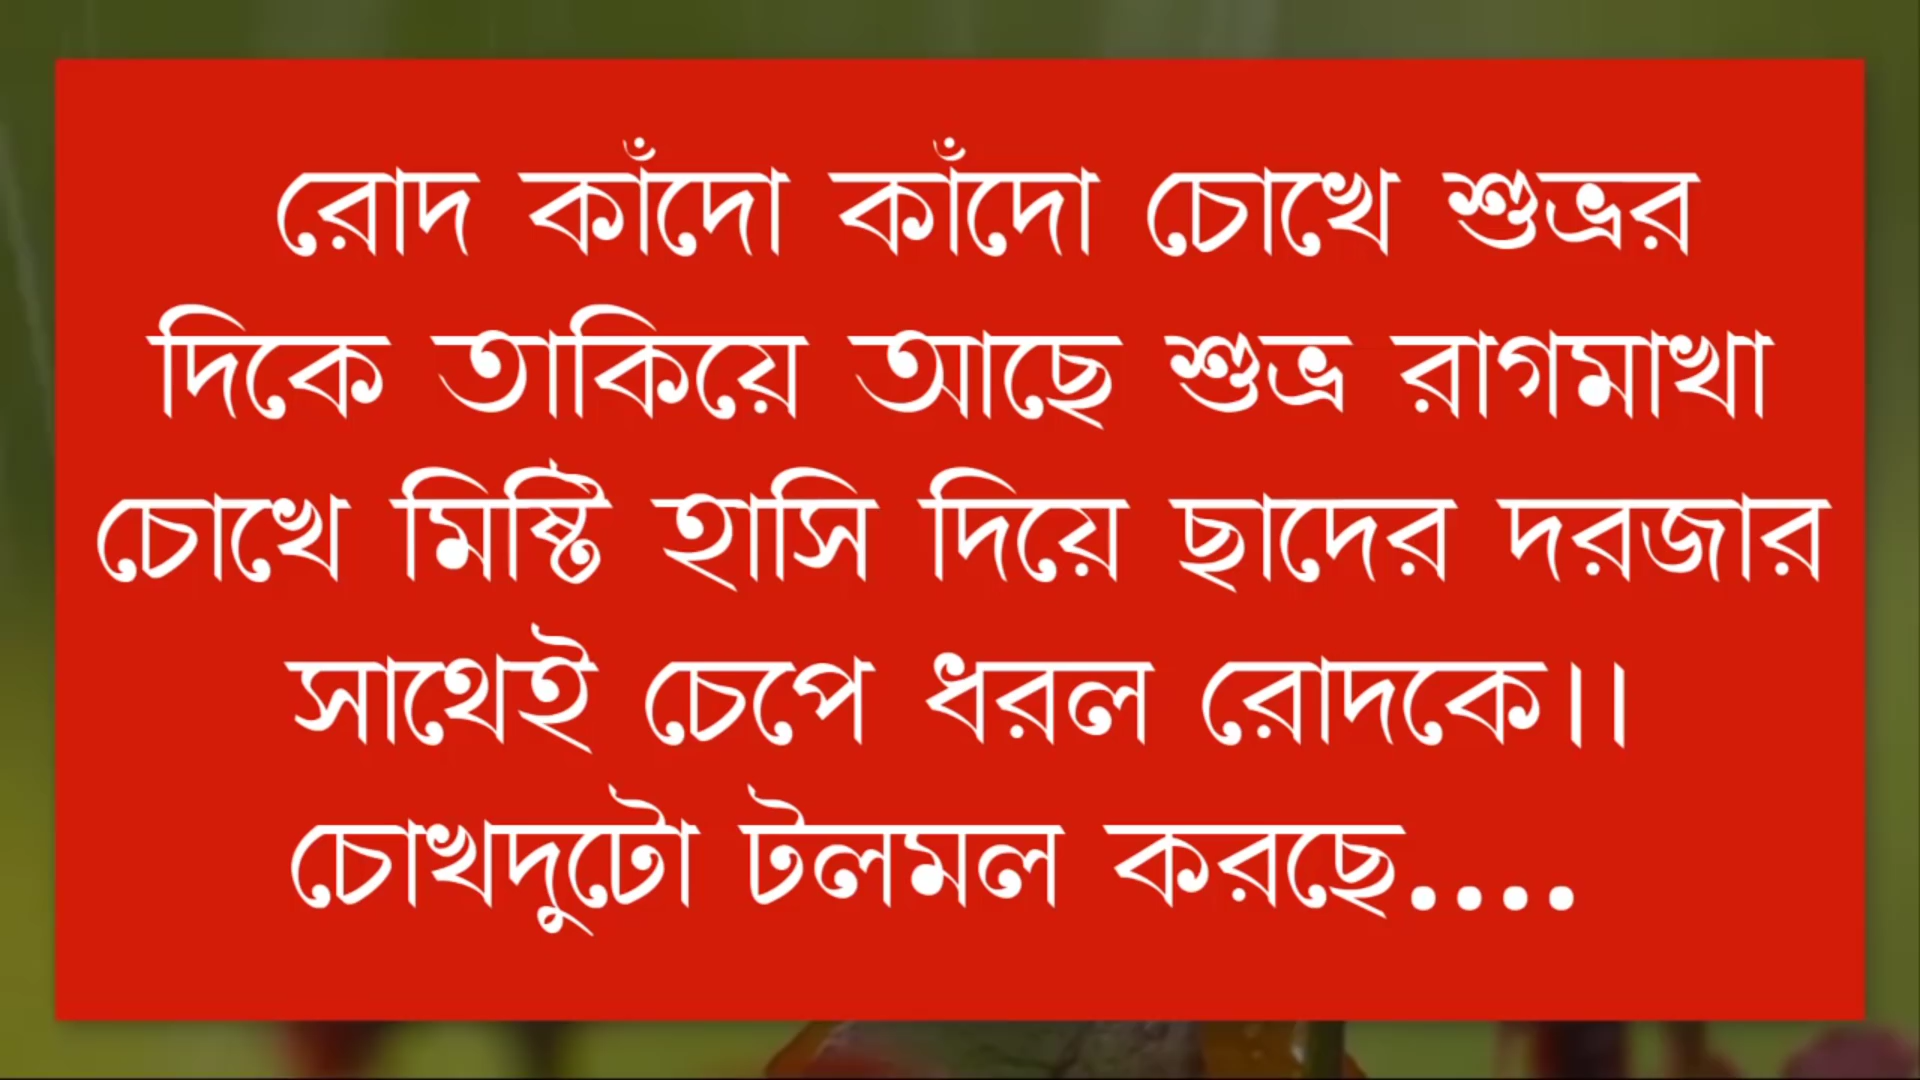 রোদ কাঁদো কাঁদো চোখে শুভ্রর
দিকে তাকিয়ে আছে শুভ্র রাগমাখা
চোখে মিষ্টি হাসি দিয়ে ছাদের দরজার
সাথেই চেপে ধরল রোদকে।।
চোখদুটো টলমল করছে....